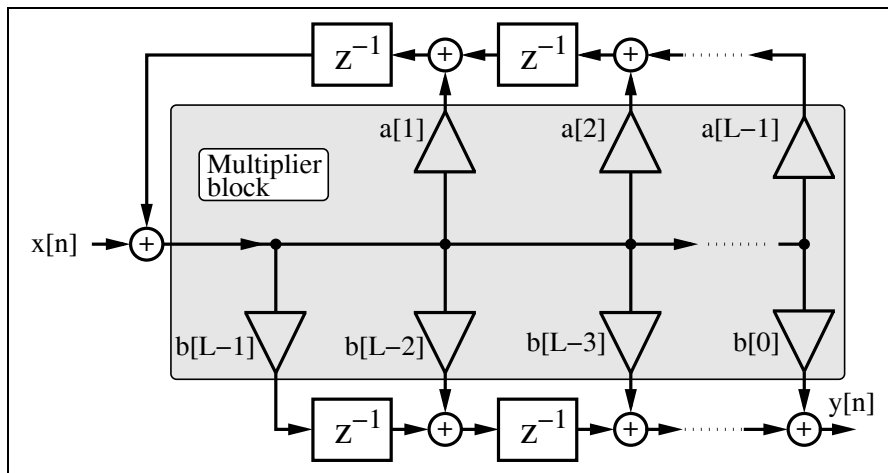 z⁻¹
+
z⁻¹
+
a[1]
a[2]
a[L−1]
Multiplier
block
x[n]
+
b[L−1]
b[L−2]
b[L−3]
b[0]
z⁻¹
+
z⁻¹
+
+
y[n]